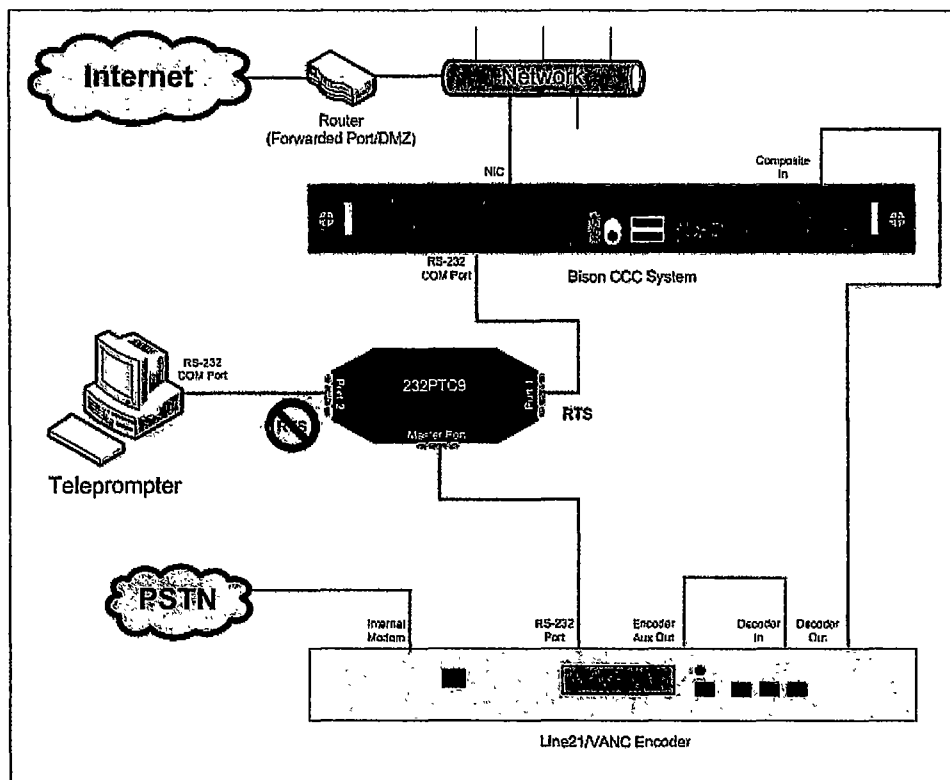 Internet
Network
Router
(Forwarded Port/DMZ)
NIC
Composite
In
RS-232
COM Port
Bison CCC System
RS-232
COM Port
Port 2
232PTC9
Port 1
RTS
RTS
Master Port
Teleprompter
PSTN
Internal
Modem
RS-232
Port
Encoder
Aux Out
Decoder
In
Decoder
Out
Line21/VANC Encoder